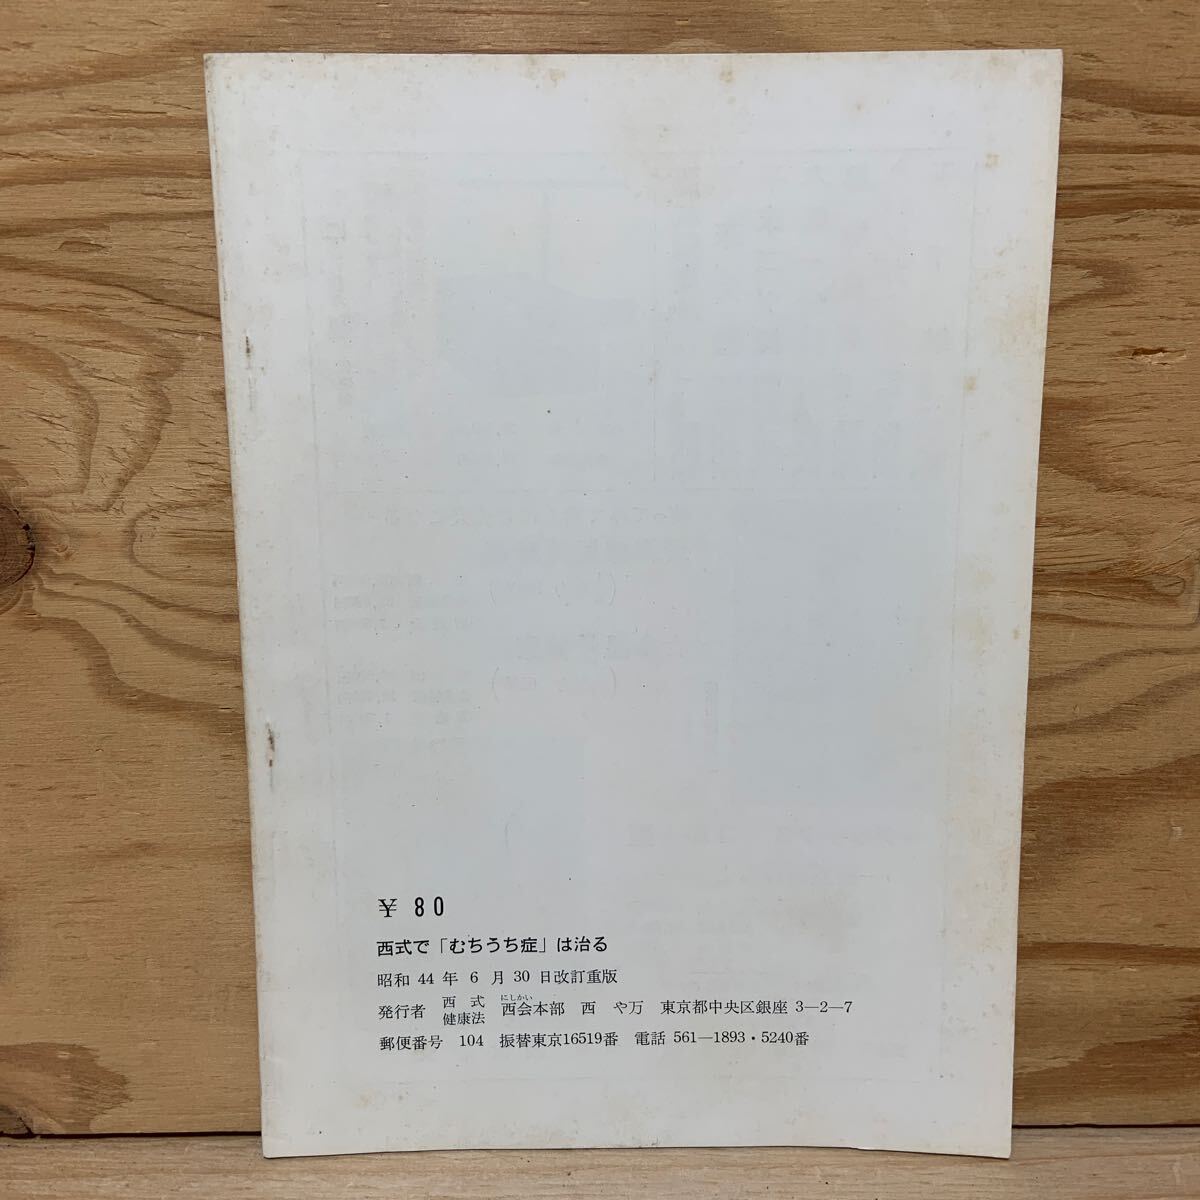 ¥ 80
西式で「むちうち症」は治る
昭和 44 年 6 月 30 日改訂重版
発行者 西式健康法 西会本部 西 や万 東京都中央区銀座 3—2—7
にしかい
郵便番号 104 振替東京16519番 電話 561—1893・5240番